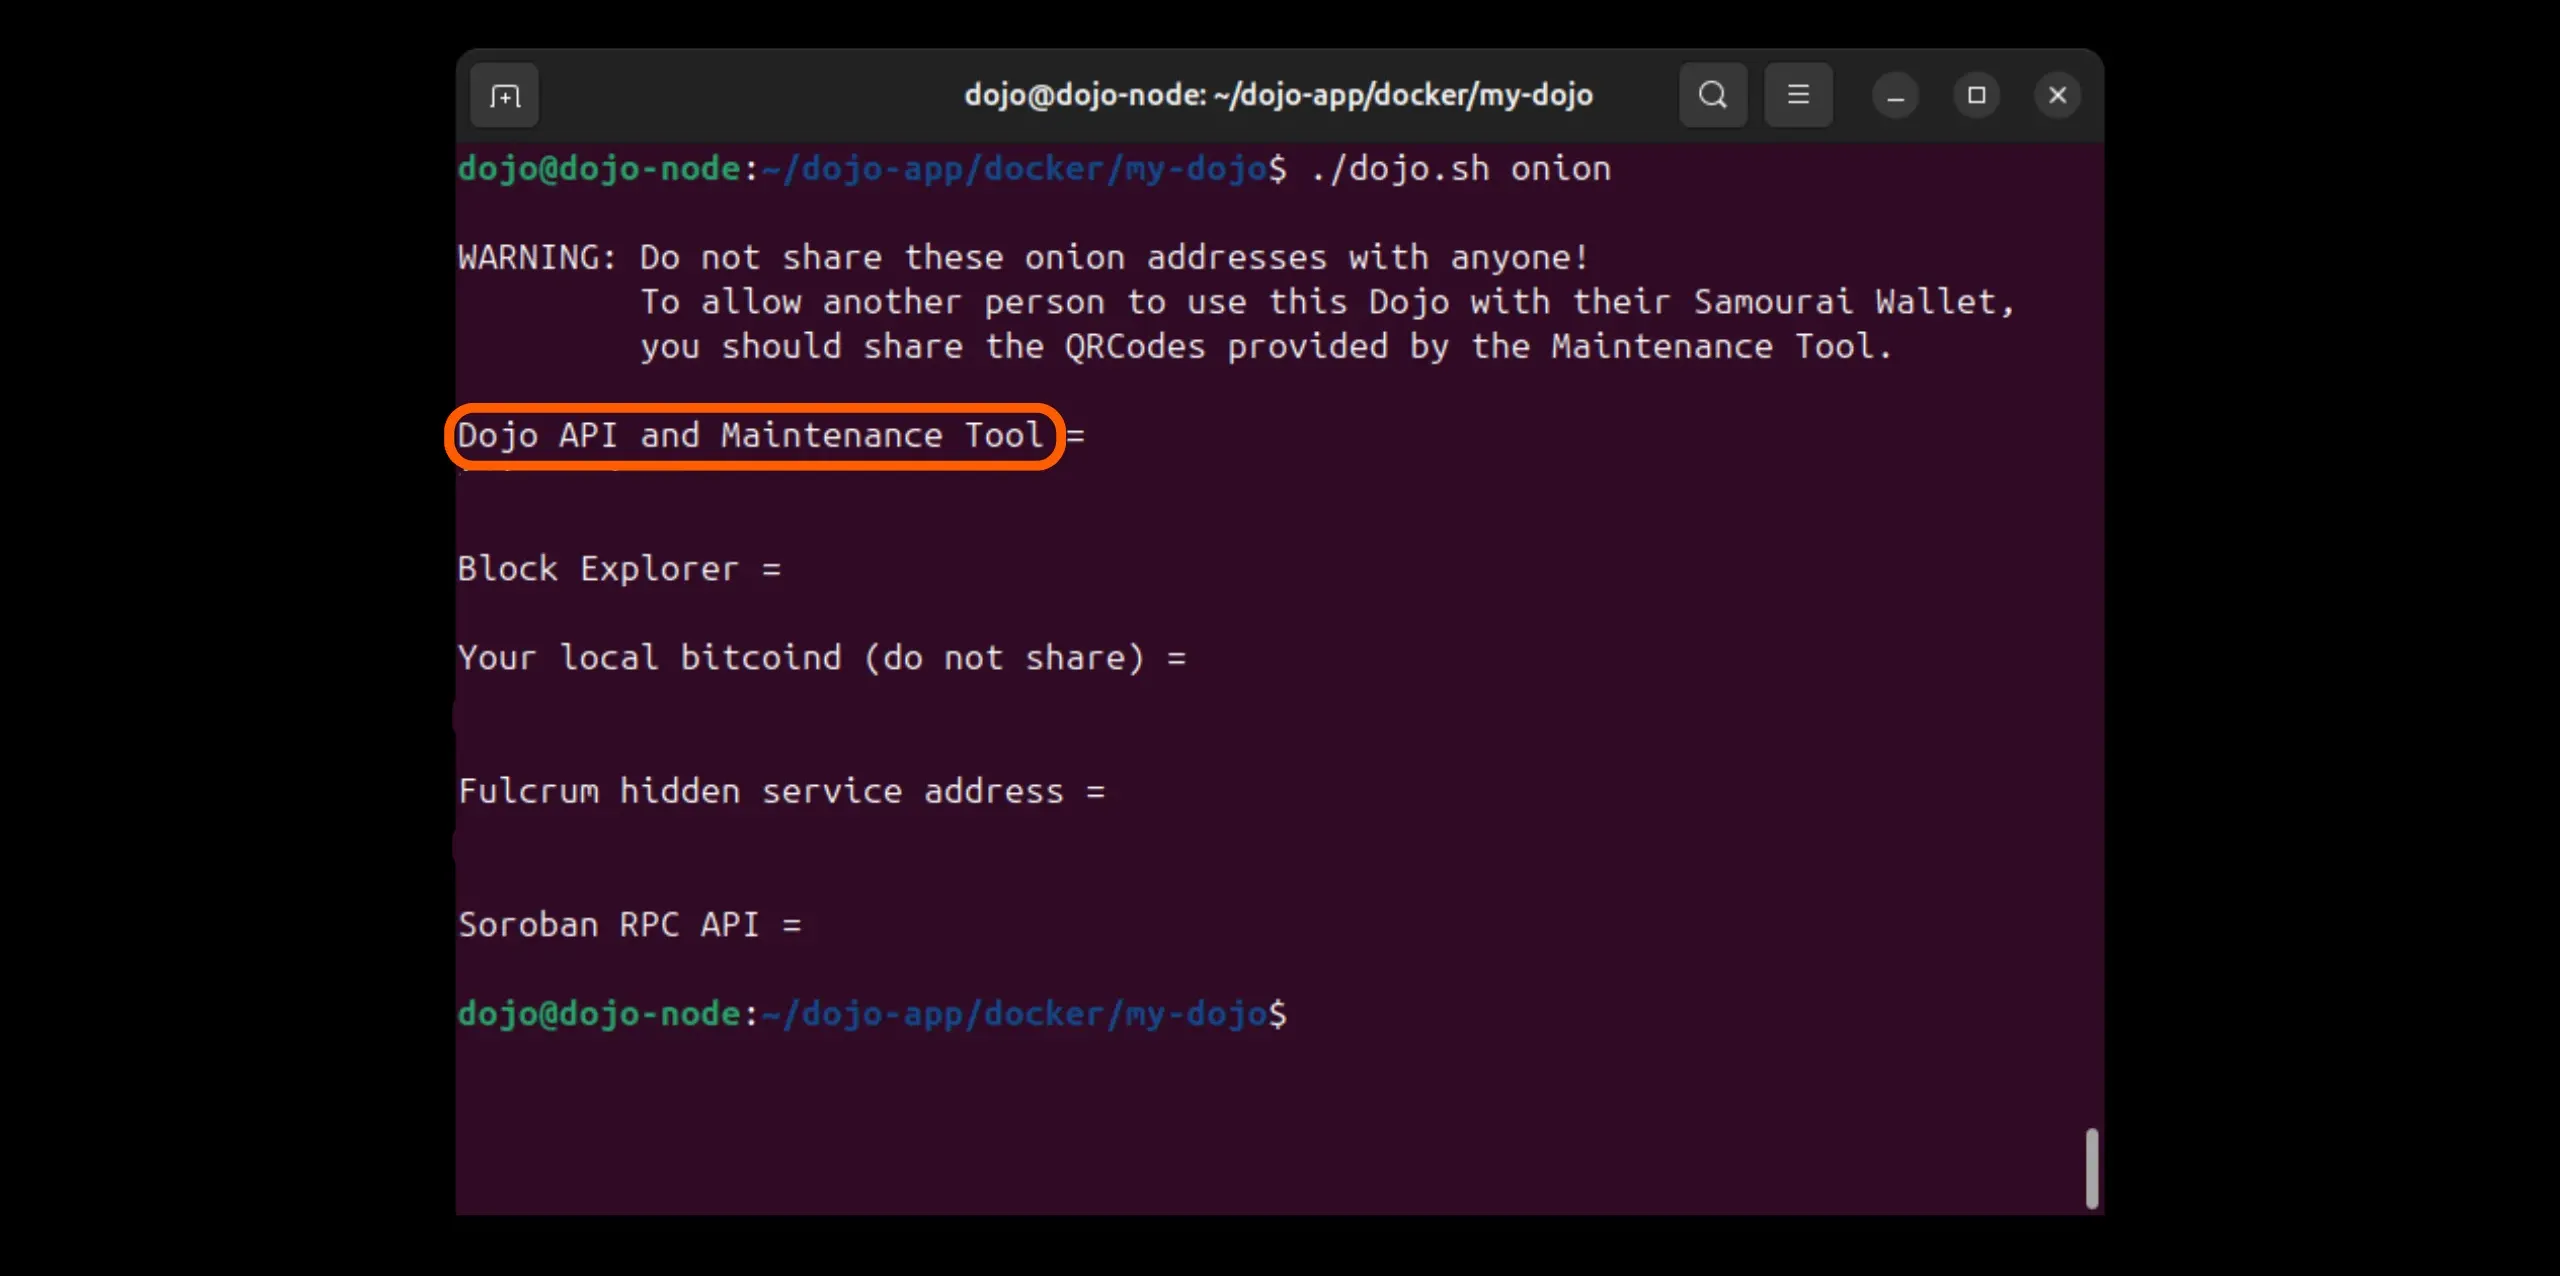 dojo@dojo-node: ~/dojo-app/docker/my-dojo
dojo@dojo-node:~/dojo-app/docker/my-dojo$ ./dojo.sh onion
WARNING: Do not share these onion addresses with anyone!
To allow another person to use this Dojo with their Samourai Wallet,
you should share the QRCodes provided by the Maintenance Tool.
Dojo API and Maintenance Tool =
Block Explorer =
Your local bitcoind (do not share) =
Fulcrum hidden service address =
Soroban RPC API =
dojo@dojo-node:~/dojo-app/docker/my-dojo$